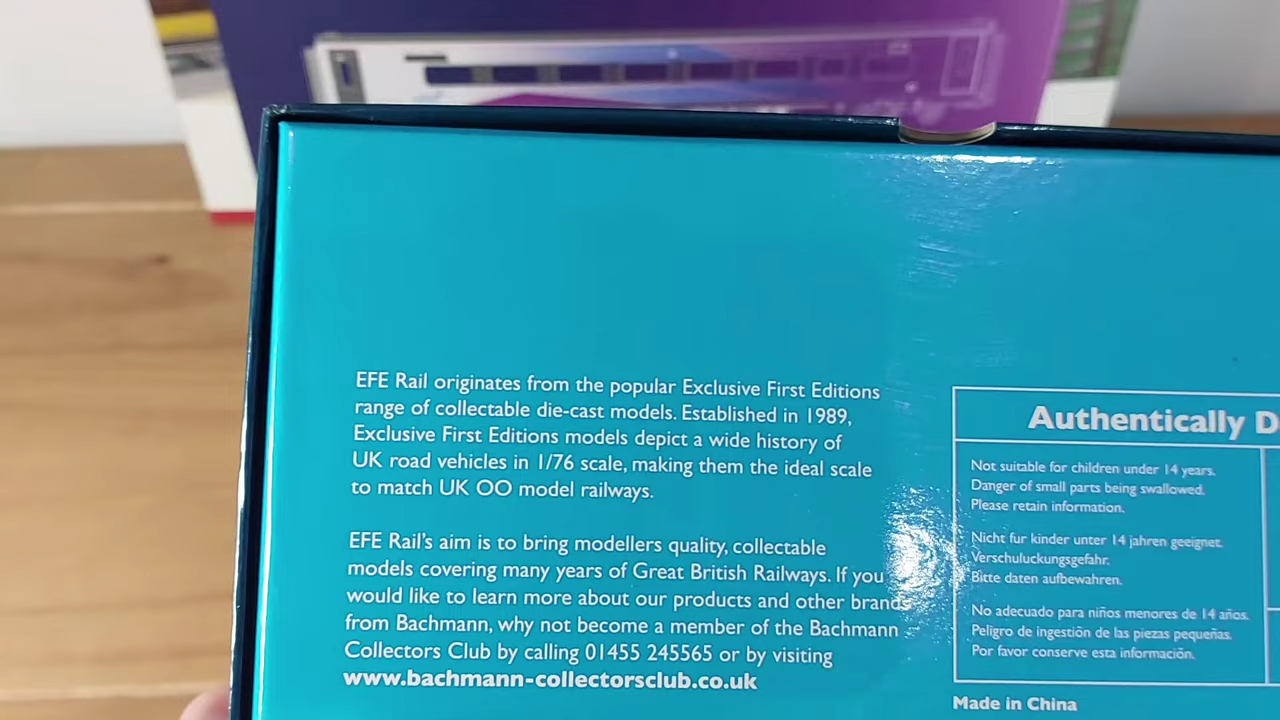 EFE Rail originates from the popular Exclusive First Editions
range of collectable die-cast models. Established in 1989,
Exclusive First Editions models depict a wide history of
UK road vehicles in 1/76 scale, making them the ideal scale
to match UK OO model railways.
EFE Rail's aim is to bring modellers quality, collectable
models covering many years of Great British Railways. If you
would like to learn more about our products and other brands
from Bachmann, why not become a member of the Bachmann
Collectors Club by calling 01455 245565 or by visiting
www.bachmann-collectorsclub.co.uk
Authentically D
Not suitable for children under 14 years.
Danger of small parts being swallowed.
Please retain information.
Nicht fur kinder unter 14 jahren geeignet.
Verschuluckungsgefahr.
Bitte daten aufbewahren.
No adecuado para niños menores de 14 años.
Peligro de ingestión de las piezas pequeñas.
Por favor conserve esta información.
Made in China